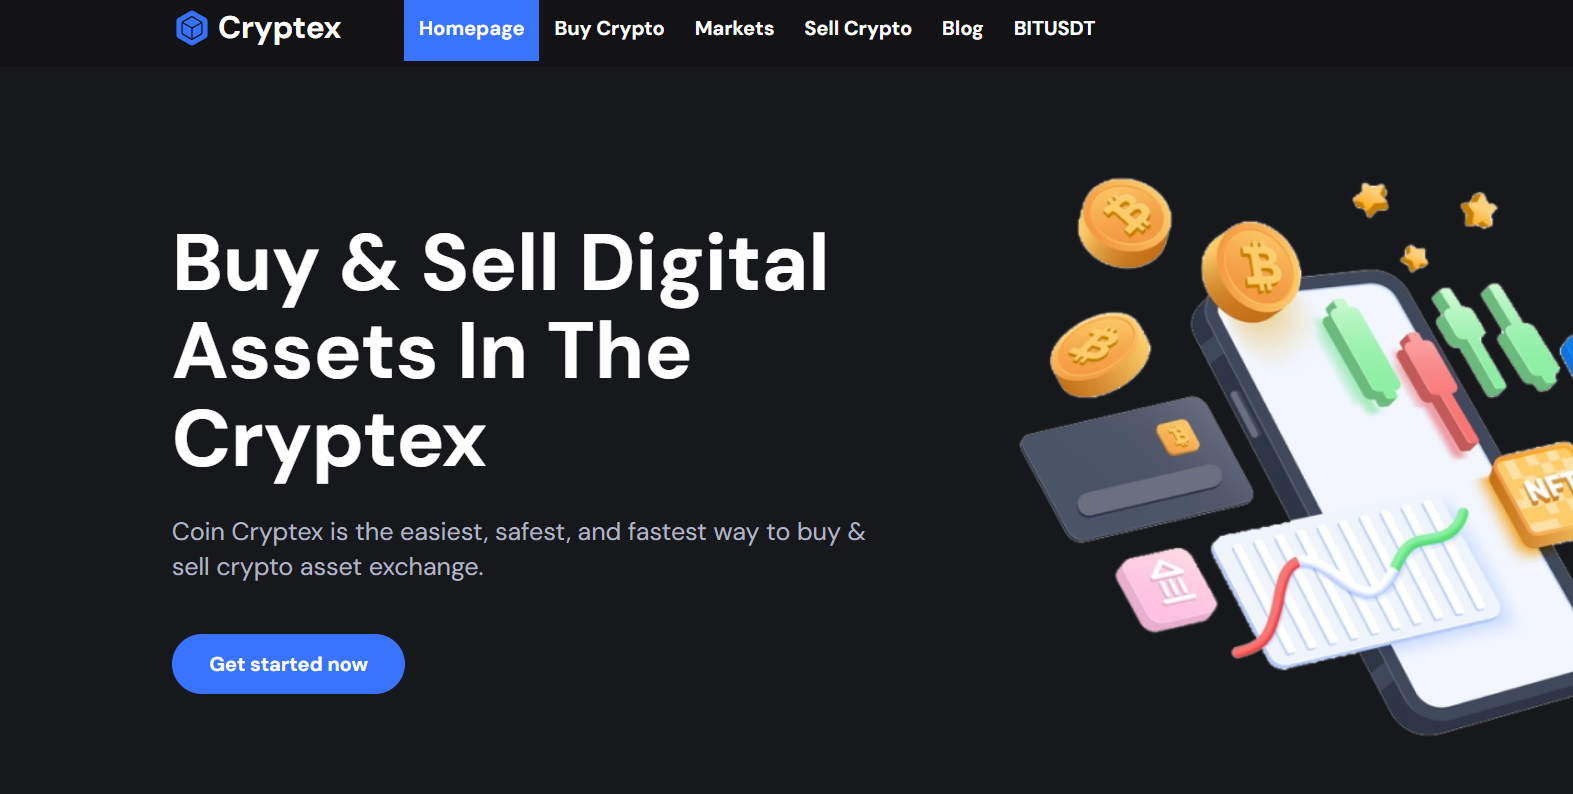 Cryptex
Homepage
Buy Crypto
Markets
Sell Crypto
Blog
BITUSDT
Buy & Sell Digital
Assets In The
Cryptex
Coin Cryptex is the easiest, safest, and fastest way to buy &
sell crypto asset exchange.
Get started now